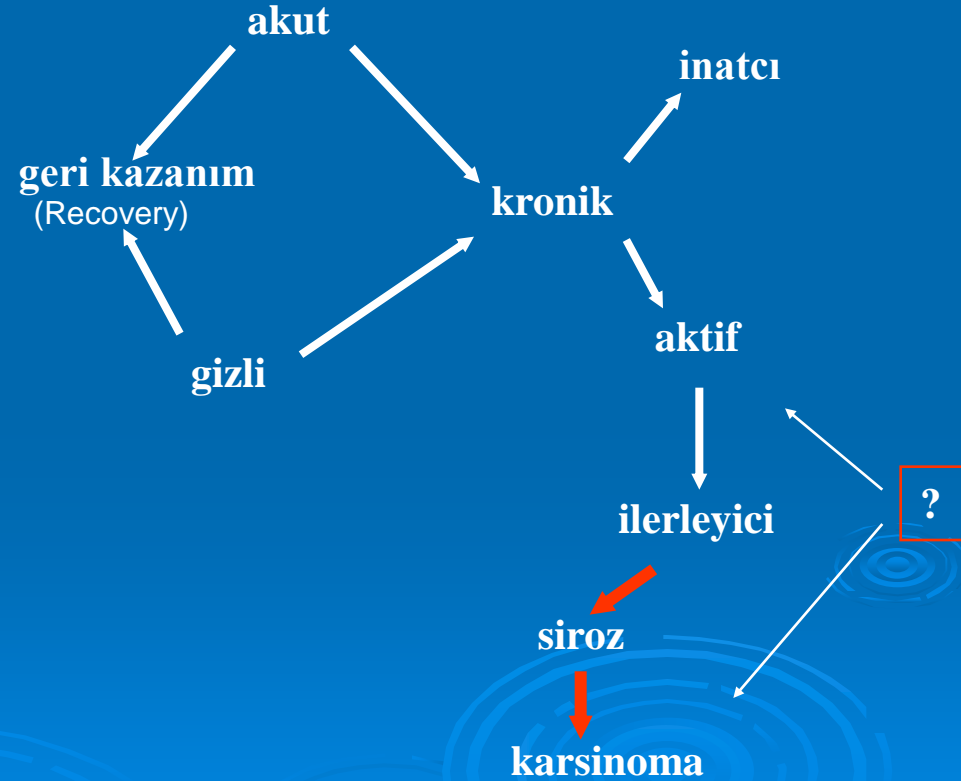 akut
inatcı
geri kazanım
(Recovery)
kronik
aktif
gizli
?
ilerleyici
siroz
karsinoma